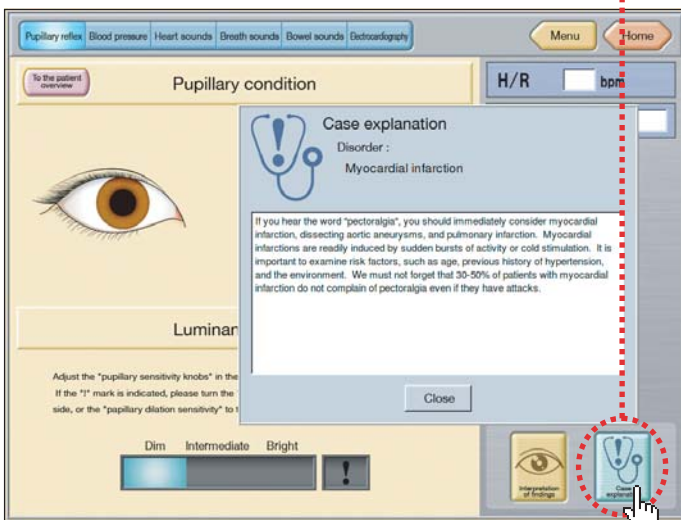 Pupillary reflex Blood pressure Heart sounds Breath sounds Bowel sounds Electrocardiography
Menu
Home
To the patient
overview
Pupillary condition
H/R bpm
Case explanation
Disorder :
Myocardial infarction
If you hear the word "pectoralgia", you should immediately consider myocardial
infarction, dissecting aortic aneurysms, and pulmonary infarction. Myocardial
infarctions are readily induced by sudden bursts of activity or cold stimulation. It is
important to examine risk factors, such as age, previous history of hypertension,
and the environment. We must not forget that 30-50% of patients with myocardial
infarction do not complain of pectoralgia even if they have attacks.
Close
Luminan
Adjust the "pupillary sensitivity knobs" in the
If the "!" mark is indicated, please turn the
side, or the "papillary dilation sensitivity" to
Dim Intermediate Bright
!
Interpretation
of findings
Case